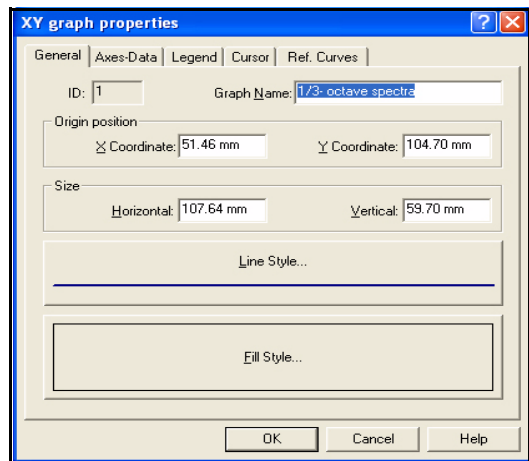 XY graph properties
General Axes-Data Legend Cursor Ref. Curves
ID: 1 Graph Name: 1/3- octave spectra
Origin position
X Coordinate: 51.46 mm Y Coordinate: 104.70 mm
Size
Horizontal: 107.64 mm Vertical: 59.70 mm
Line Style...
Fill Style...
OK Cancel Help